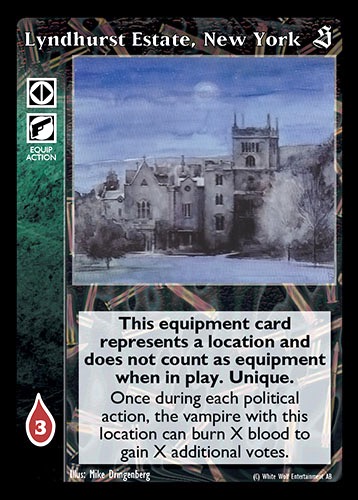 Lyndhurst Estate, New York
EQUIP
ACTION
This equipment card
represents a location and
does not count as equipment
when in play. Unique.
Once during each political
action, the vampire with this
location can burn X blood to
gain X additional votes.
3
Illus: Mike Dringenberg
(C) White Wolf Entertainment AB